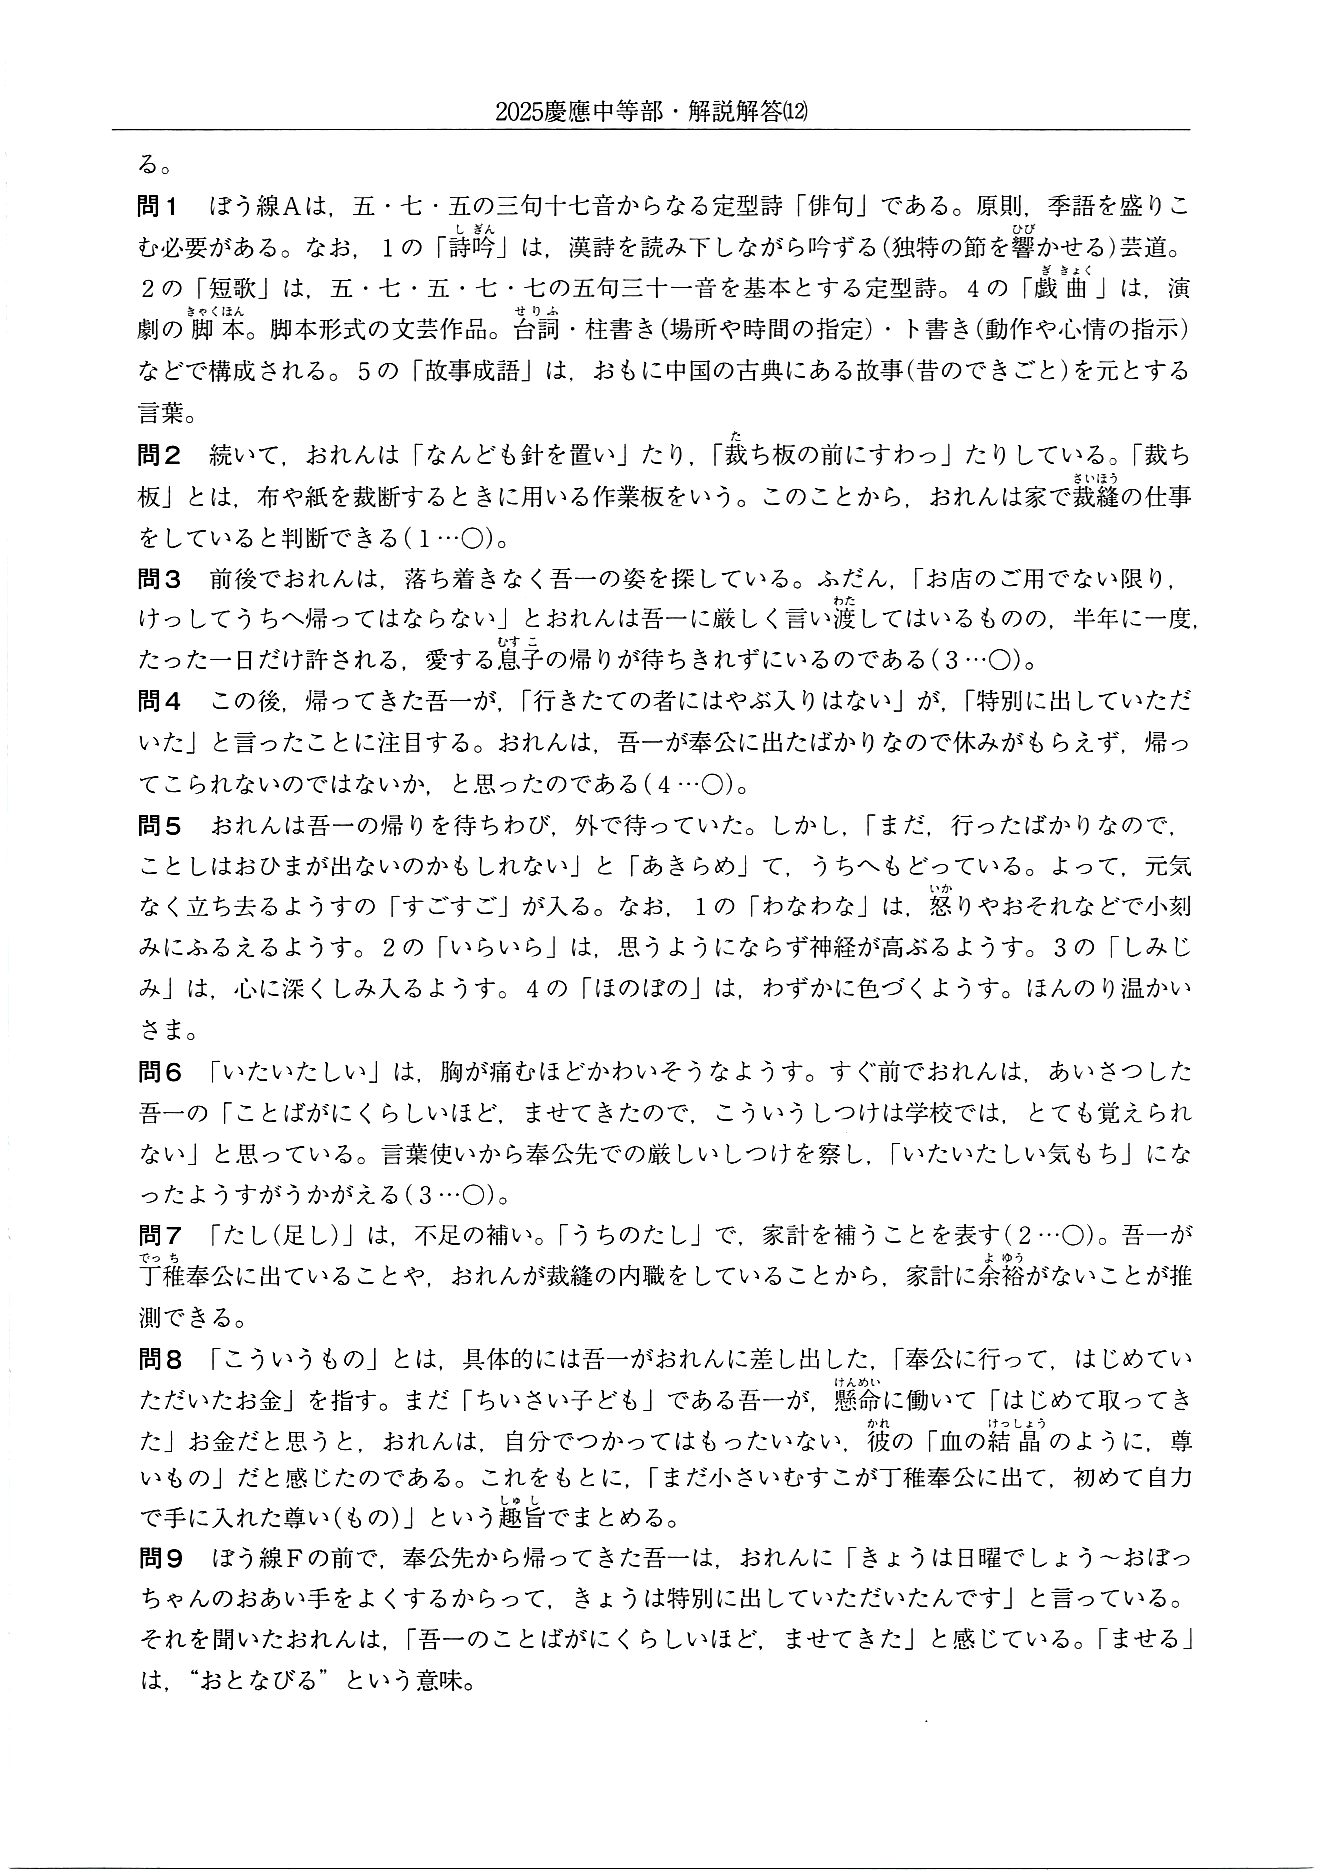 2025慶應中等部・解説解答⑿
る。
問1　ぼう線Aは，五・七・五の三句十七音からなる定型詩「俳句」である。原則，季語を盛りこ
む必要がある。なお，1の「詩吟」は，漢詩を読み下しながら吟ずる(独特の節を響かせる)芸道。
2の「短歌」は，五・七・五・七・七の五句三十一音を基本とする定型詩。4の「戯曲」は，演
劇の脚本。脚本形式の文芸作品。台詞・柱書き(場所や時間の指定)・ト書き(動作や心情の指示)
などで構成される。5の「故事成語」は，おもに中国の古典にある故事(昔のできごと)を元とする
言葉。
問2　続いて，おれんは「なんども針を置い」たり，「裁ち板の前にすわっ」たりしている。「裁ち
板」とは，布や紙を裁断するときに用いる作業板をいう。このことから，おれんは家で裁縫の仕事
をしていると判断できる(1…○)。
問3　前後でおれんは，落ち着きなく吾一の姿を探している。ふだん，「お店のご用でない限り，
けっしてうちへ帰ってはならない」とおれんは吾一に厳しく言い渡してはいるものの，半年に一度，
たった一日だけ許される，愛する息子の帰りが待ちきれずにいるのである(3…○)。
問4　この後，帰ってきた吾一が，「行きたての者にはやぶ入りはない」が，「特別に出していただ
いた」と言ったことに注目する。おれんは，吾一が奉公に出たばかりなので休みがもらえず，帰っ
てこられないのではないか，と思ったのである(4…○)。
問5　おれんは吾一の帰りを待ちわび，外で待っていた。しかし，「まだ，行ったばかりなので，
ことしはおひまが出ないのかもしれない」と「あきらめ」て，うちへもどっている。よって，元気
なく立ち去るようすの「すごすご」が入る。なお，1の「わなわな」は，怒りやおそれなどで小刻
みにふるえるようす。2の「いらいら」は，思うようにならず神経が高ぶるようす。3の「しみじ
み」は，心に深くしみ入るようす。4の「ほのぼの」は，わずかに色づくようす。ほんのり温かい
さま。
問6　「いたいたしい」は，胸が痛むほどかわいそうなようす。すぐ前でおれんは，あいさつした
吾一の「ことばがにくらしいほど，ませてきたので，こういうしつけは学校では，とても覚えられ
ない」と思っている。言葉使いから奉公先での厳しいしつけを察し，「いたいたしい気もち」にな
ったようすがうかがえる(3…○)。
問7　「たし(足し)」は，不足の補い。「うちのたし」で，家計を補うことを表す(2…○)。吾一が
丁稚奉公に出ていることや，おれんが裁縫の内職をしていることから，家計に余裕がないことが推
測できる。
問8　「こういうもの」とは，具体的には吾一がおれんに差し出した，「奉公に行って，はじめてい
ただいたお金」を指す。まだ「ちいさい子ども」である吾一が，懸命に働いて「はじめて取ってき
た」お金だと思うと，おれんは，自分でつかってはもったいない，彼の「血の結晶のように，尊
いもの」だと感じたのである。これをもとに，「まだ小さいむすこが丁稚奉公に出て，初めて自力
で手に入れた尊い(もの)」という趣旨でまとめる。
問9　ぼう線Fの前で，奉公先から帰ってきた吾一は，おれんに「きょうは日曜でしょう〜おぼっ
ちゃんのおあい手をよくするからって，きょうは特別に出していただいたんです」と言っている。
それを聞いたおれんは，「吾一のことばがにくらしいほど，ませてきた」と感じている。「ませる」
は，“おとなびる”という意味。